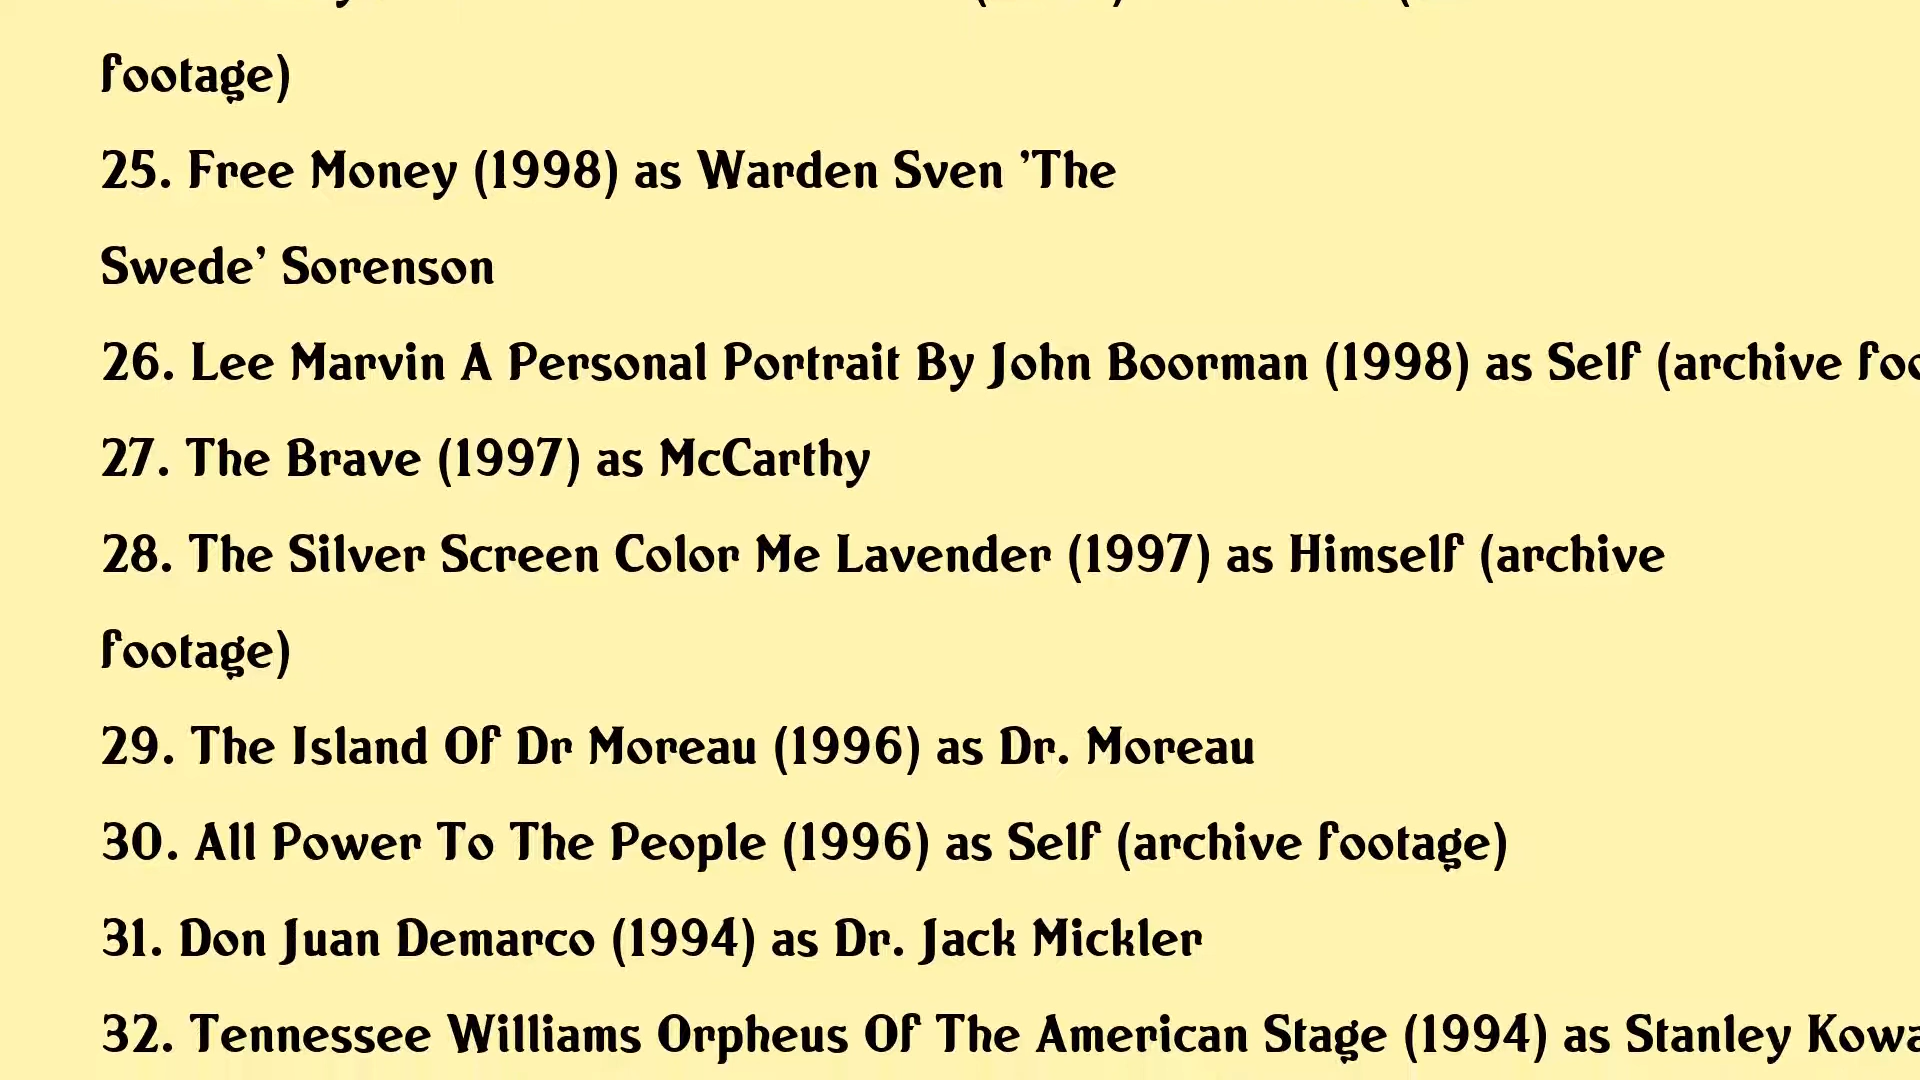 footage)
25. Free Money (1998) as Warden Sven 'The
Swede' Sorenson
26. Lee Marvin A Personal Portrait By John Boorman (1998) as Self (archive
27. The Brave (1997) as McCarthy
28. The Silver Screen Color Me Lavender (1997) as Himself (archive
footage)
29. The Island Of Dr Moreau (1996) as Dr. Moreau
30. All Power To The People (1996) as Self (archive footage)
31. Don Juan Demarco (1994) as Dr. Jack Mickler
32. Tennessee Williams Orpheus Of The American Stage (1994) as Stanley